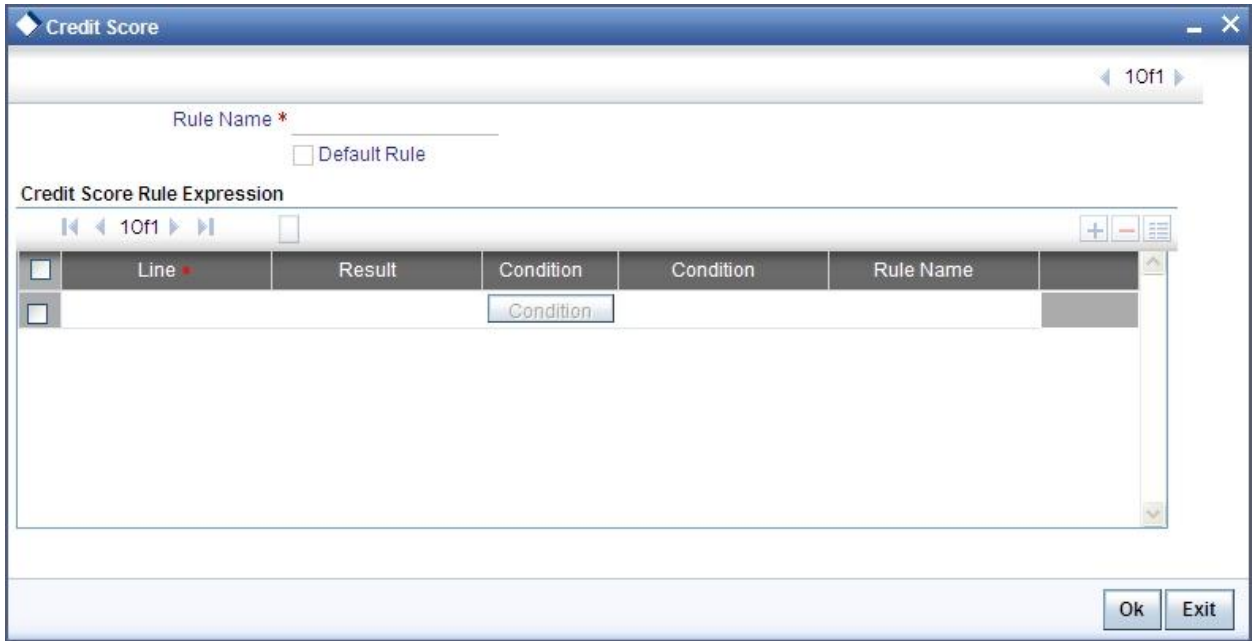 Credit Score
1Of1
Rule Name *
Default Rule
Credit Score Rule Expression
1Of1
Line * Result Condition Condition Rule Name
Condition
Ok Exit